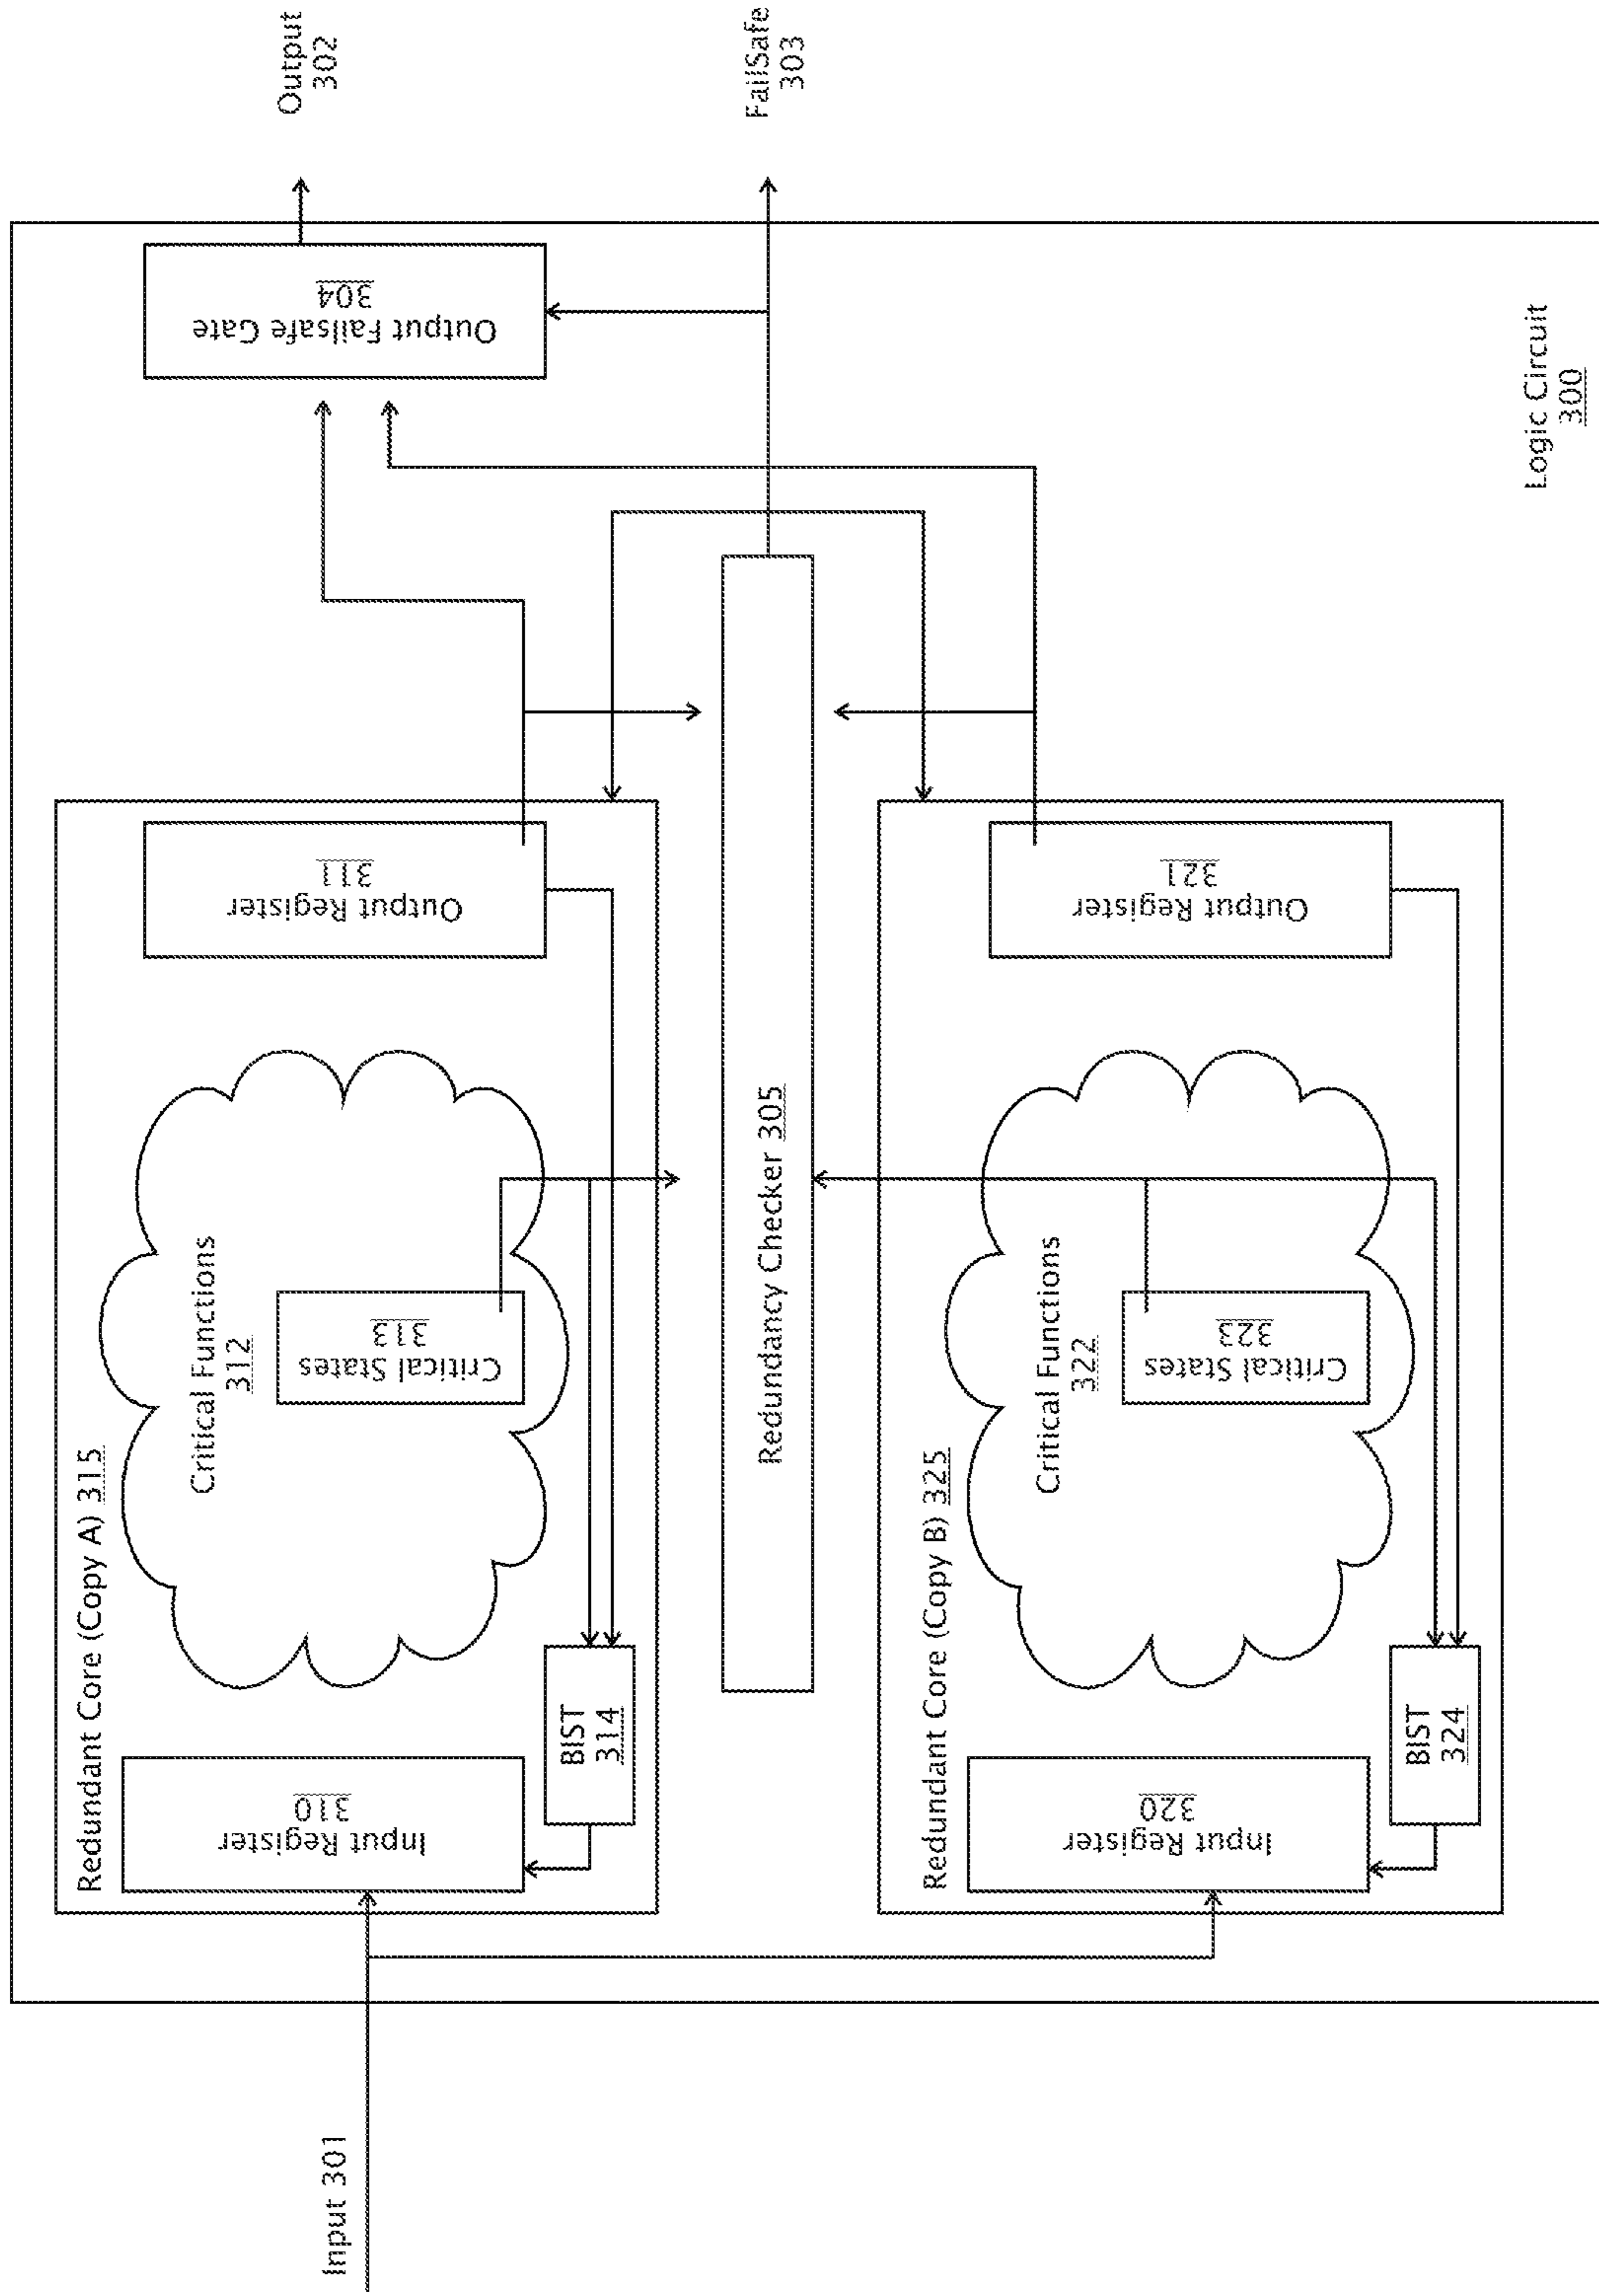 Input 301
Redundant Core (Copy A) 315
Input Register
310
BIST
314
Critical Functions
312
Critical States
313
Output Register
311
Redundancy Checker 305
Redundant Core (Copy B) 325
Input Register
320
BIST
324
Critical Functions
322
Critical States
323
Output Register
321
Output Failsafe Gate
304
Output
302
FailSafe
303
Logic Circuit
300